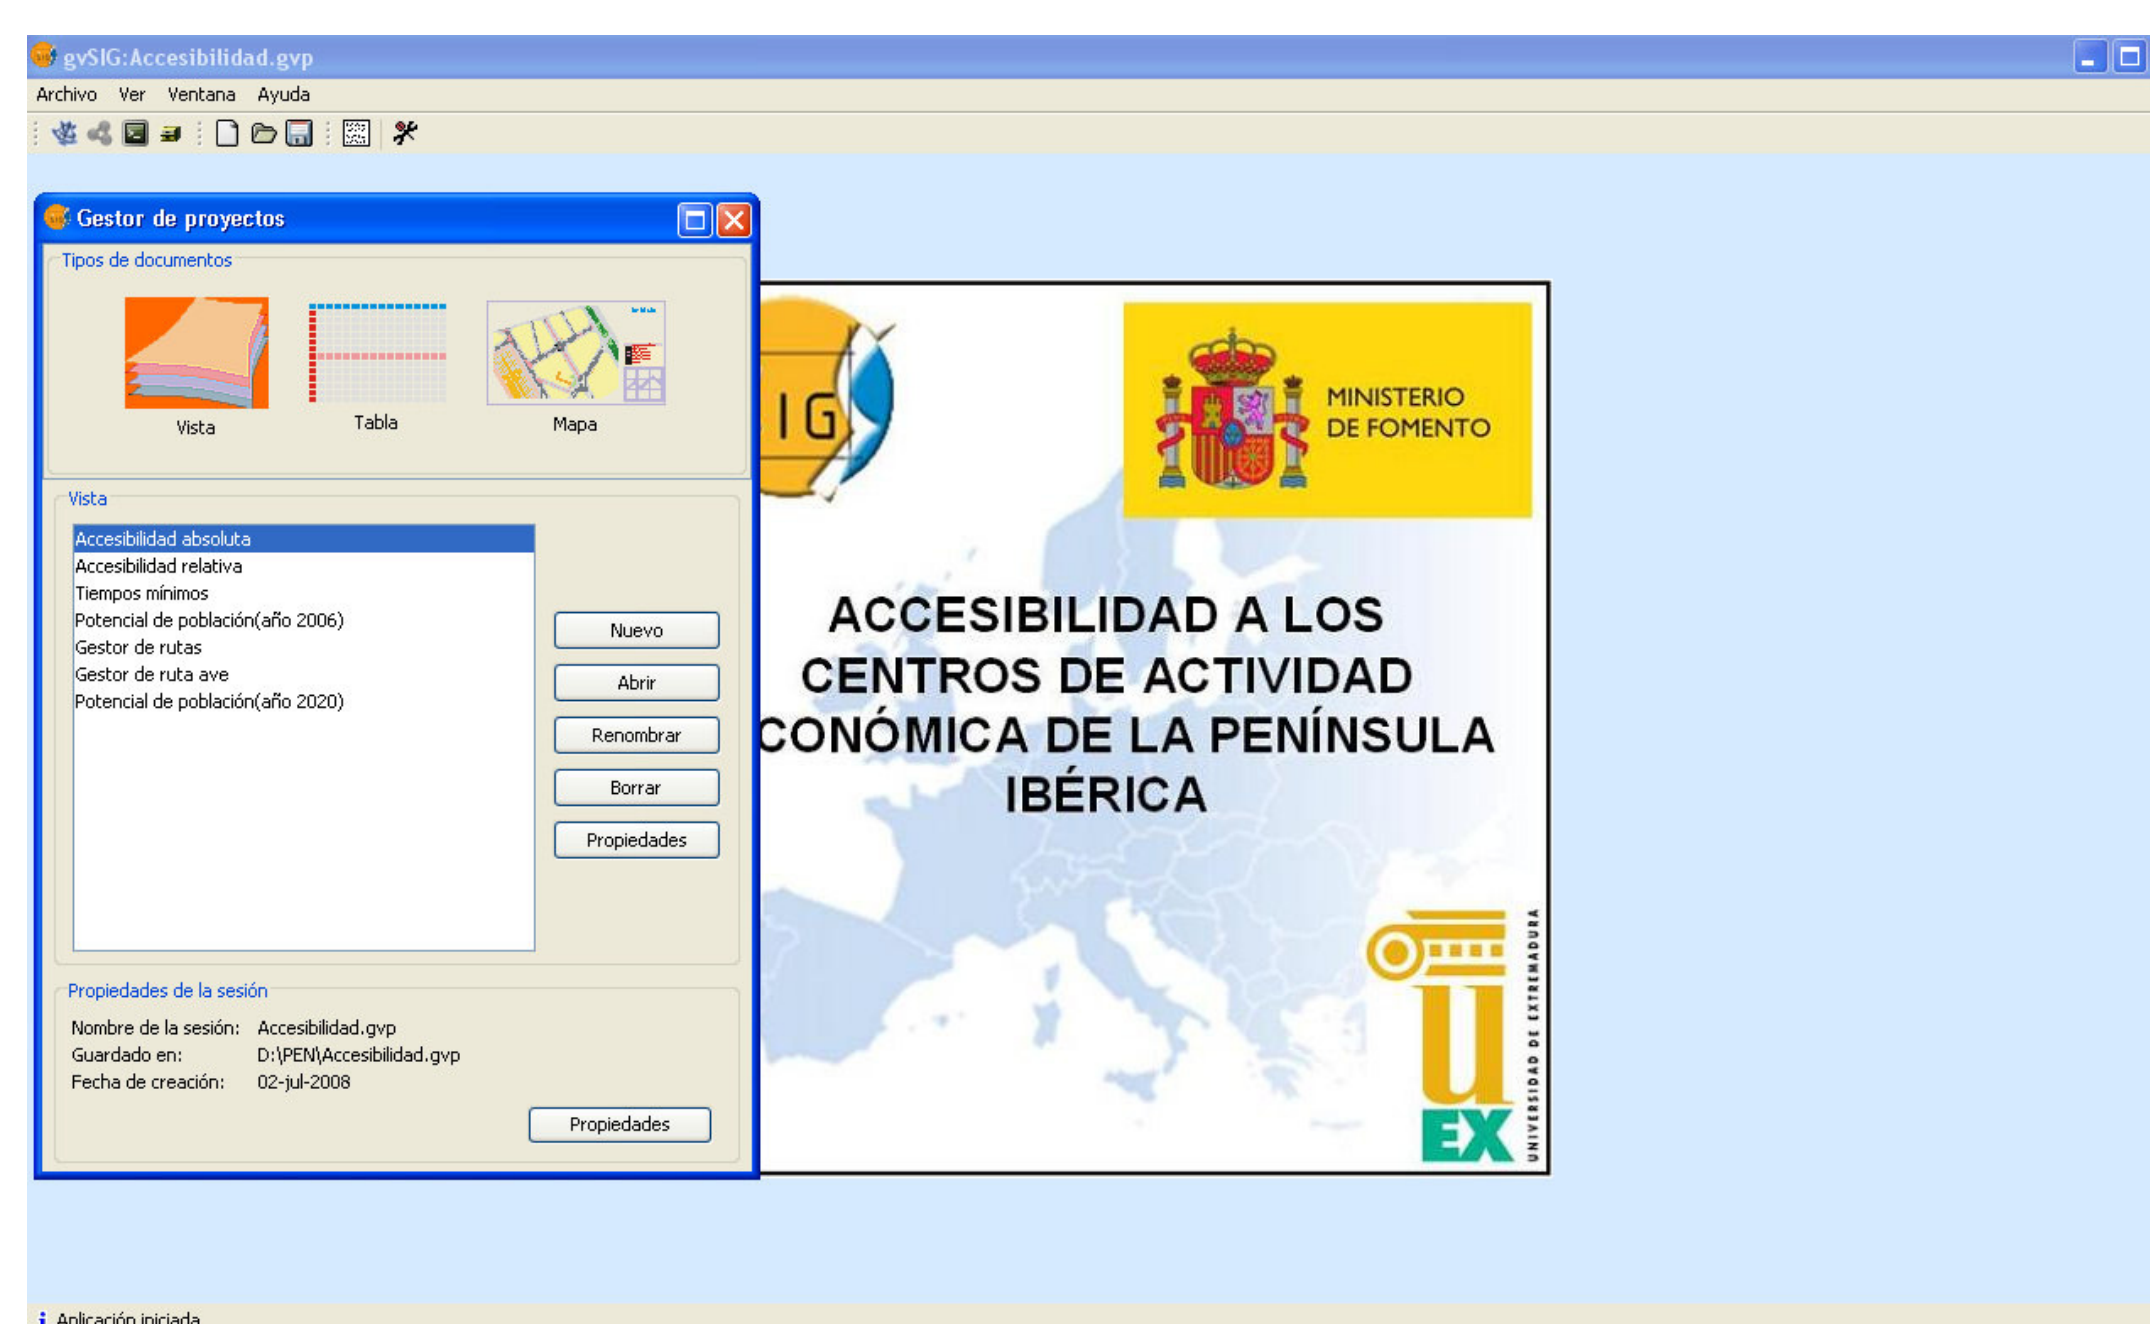 gvSIG:Accesibilidad.gvp
Archivo Ver Ventana Ayuda
Gestor de proyectos
Tipos de documentos
Vista
Tabla
Mapa
Vista
Accesibilidad absoluta
Accesibilidad relativa
Tiempos mínimos
Potencial de población(año 2006)
Gestor de rutas
Gestor de ruta ave
Potencial de población(año 2020)
Nuevo
Abrir
Renombrar
Borrar
Propiedades
Propiedades de la sesión
Nombre de la sesión: Accesibilidad.gvp
Guardado en: D:\PEN\Accesibilidad.gvp
Fecha de creación: 02-jul-2008
Propiedades
IG
MINISTERIO
DE FOMENTO
ACCESIBILIDAD A LOS
CENTROS DE ACTIVIDAD
CONÓMICA DE LA PENÍNSULA
IBÉRICA
UEX
UNIVERSIDAD DE EXTREMADURA
Aplicación iniciada